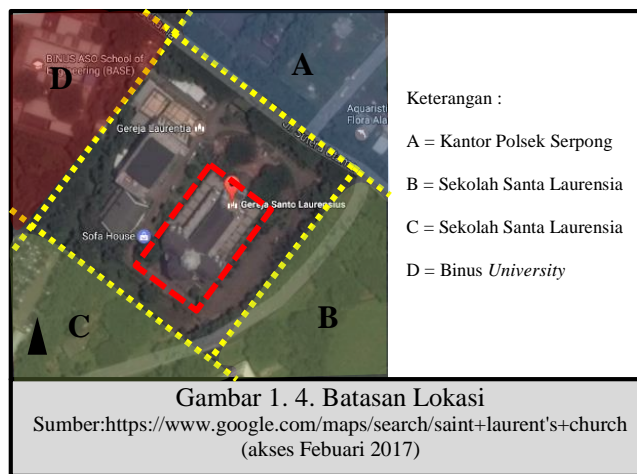 BINUS ASO School of
Engineering (BASE)
D
A
Aquaristi
Flora Ala
Gereja Laurentia
Gereja Santo Laurensius
Sofa House
C
B
Keterangan :
A = Kantor Polsek Serpong
B = Sekolah Santa Laurensia
C = Sekolah Santa Laurensia
D = Binus University
Gambar 1. 4. Batasan Lokasi
Sumber:https://www.google.com/maps/search/saint+laurent's+church
(akses Febuari 2017)